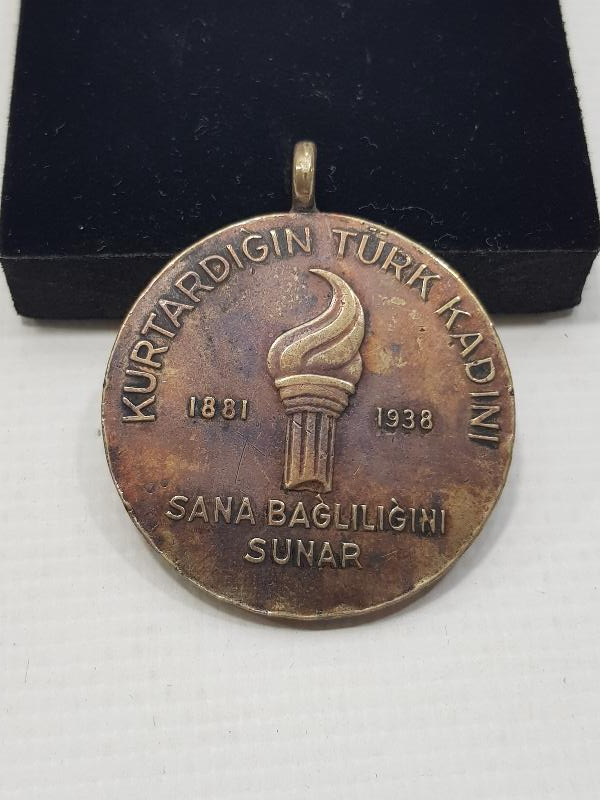 KURTARDIĞIN TÜRK KADINI
1881 1938
SANA BAĞLILIĞINI
SUNAR